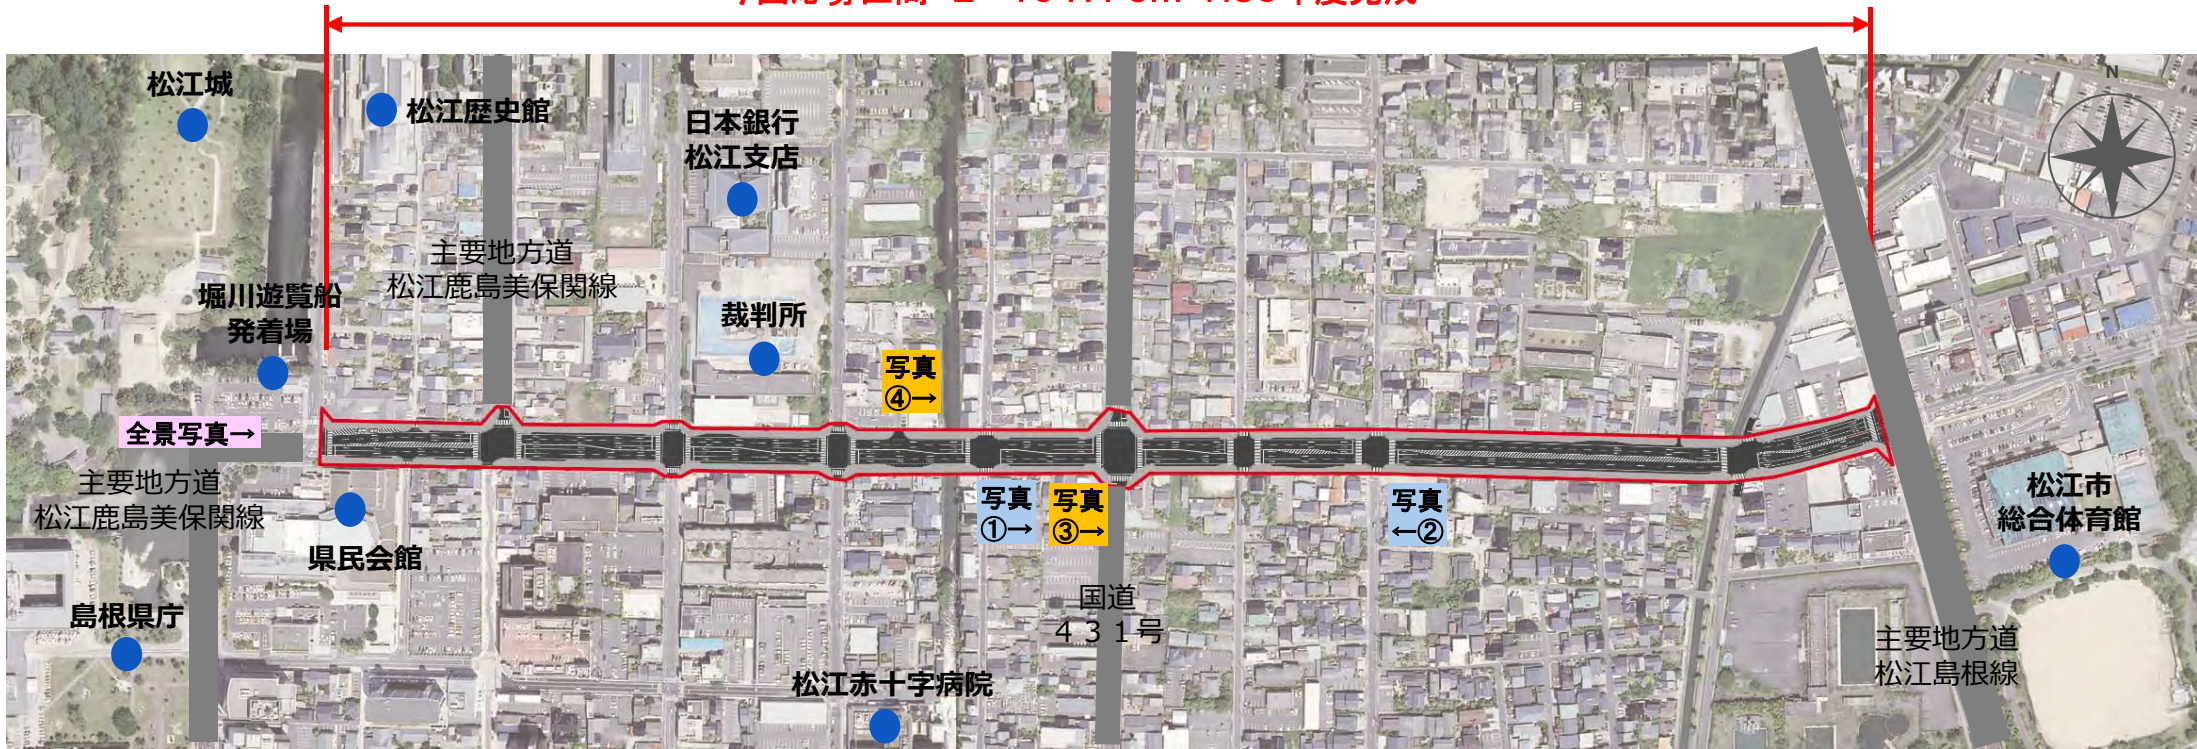 N
松江城
松江歴史館
日本銀行
松江支店
主要地方道
松江鹿島美保関線
堀川遊覧船
発着場
裁判所
写真
④→
全景写真→
主要地方道
松江鹿島美保関線
県民会館
島根県庁
写真
①→
写真
③→
写真
←②
国道
４３１号
松江赤十字病院
松江市
総合体育館
主要地方道
松江島根線